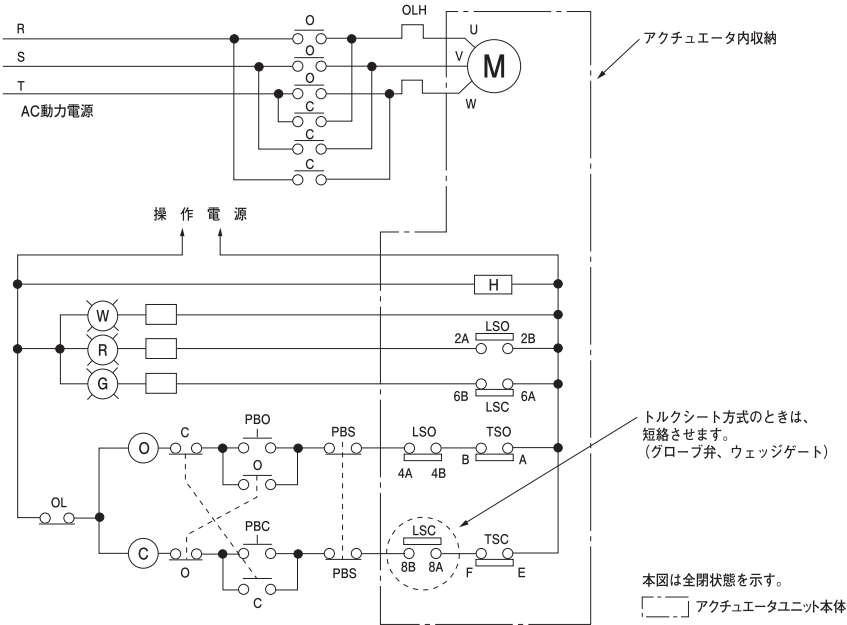 R
S
T
AC動力電源
O
O
O
C
C
C
OLH
U
V
W
M
アクチュエータ内収納
操 作 電 源
H
W
R
G
LSO
2A 2B
6B 6A
LSC
トルクシート方式のときは、
短絡させます。
(グローブ弁、ウェッジゲート)
O
C
PBO
O
PBS
LSO
4A 4B
TSO
B A
OL
C
O
PBC
C
PBS
LSC
8B 8A
TSC
F E
本図は全閉状態を示す。
アクチュエータユニット本体